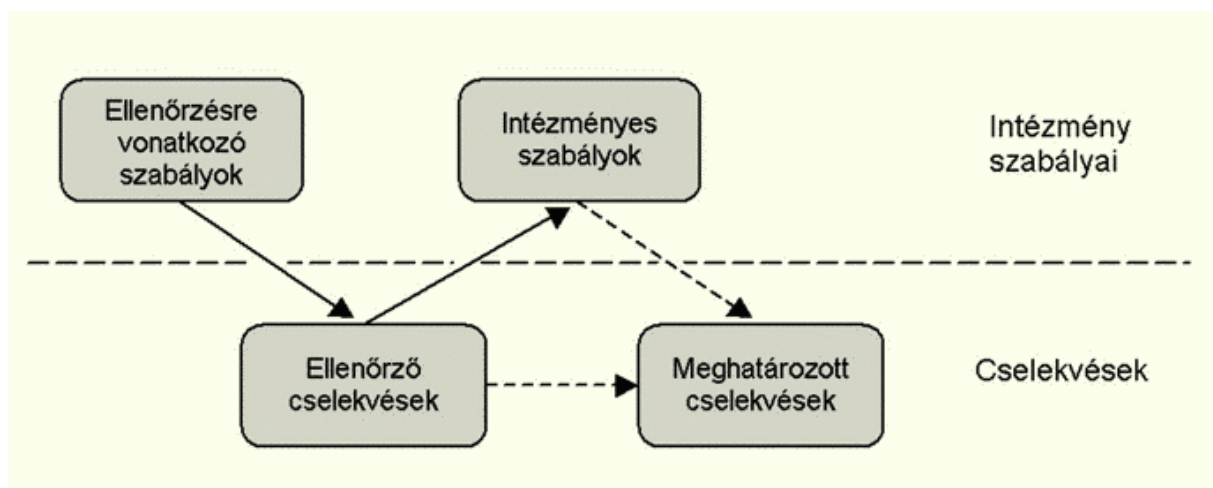 Ellenőrzésre
vonatkozó
szabályok
Intézményes
szabályok
Intézmény
szabályai
Ellenőrző
cselekvések
Meghatározott
cselekvések
Cselekvések